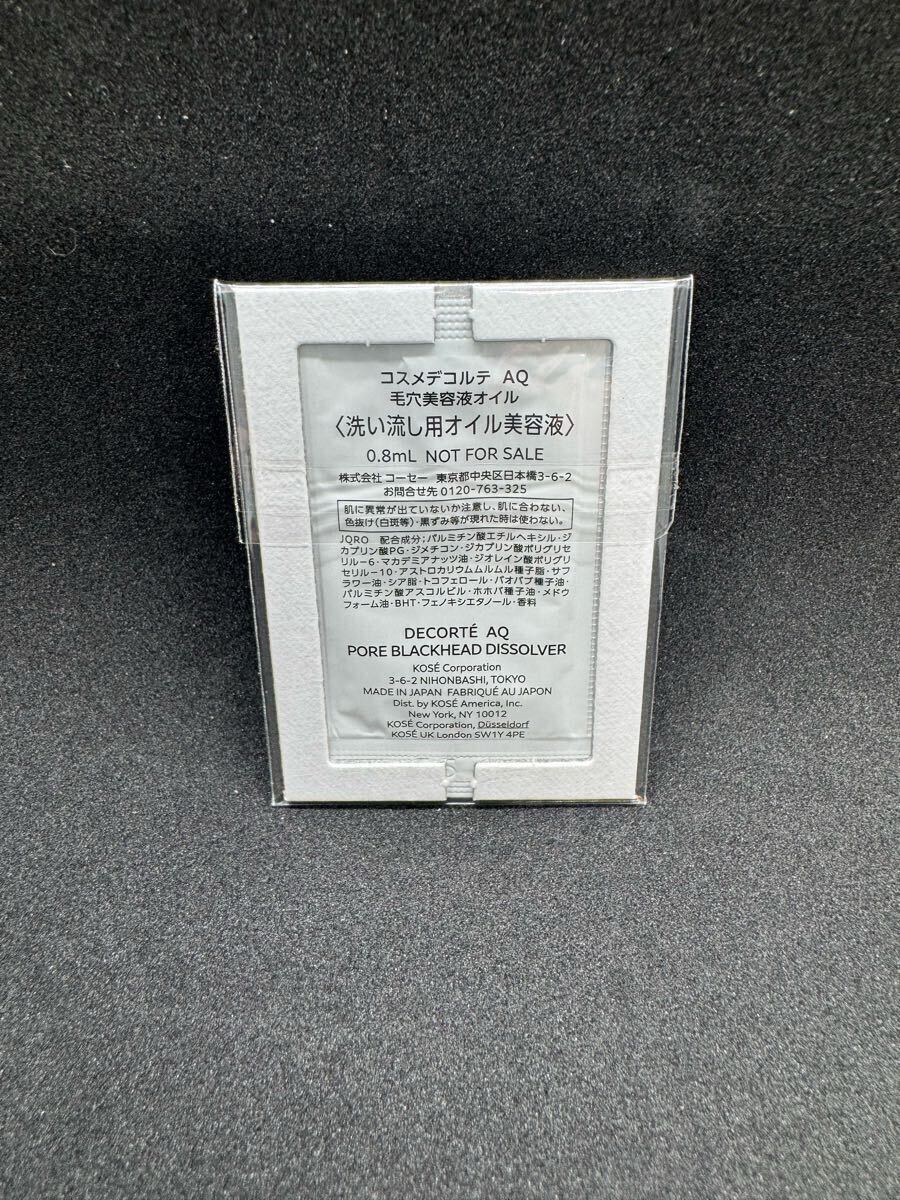 コスメデコルテ AQ
毛穴美容液オイル
〈洗い流し用オイル美容液〉
0.8mL NOT FOR SALE
株式会社 コーセー 東京都中央区日本橋3-6-2
お問合せ先 0120-763-325
肌に異常が出ていないか注意し、肌に合わない、
色抜け(白斑等)・黒ずみ等が現れた時は使わない。
JQRO 配合成分;パルミチン酸エチルヘキシル・ジ
カプリン酸PG・ジメチコン・ジカプリン酸ポリグリセ
リル−6・マカデミアナッツ油・ジオレイン酸ポリグリ
セリル−10・アストロカリウムムルムル種子脂・サフ
ラワー油・シア脂・トコフェロール・バオバブ種子油・
パルミチン酸アスコルビル・ホホバ種子油・メドウ
フォーム油・BHT・フェノキシエタノール・香料
DECORTÉ AQ
PORE BLACKHEAD DISSOLVER
KOSÉ Corporation
3-6-2 NIHONBASHI, TOKYO
MADE IN JAPAN FABRIQUÉ AU JAPON
Dist. by KOSÉ America, Inc.
New York, NY 10012
KOSÉ Corporation, Düsseldorf
KOSÉ UK London SW1Y 4PE